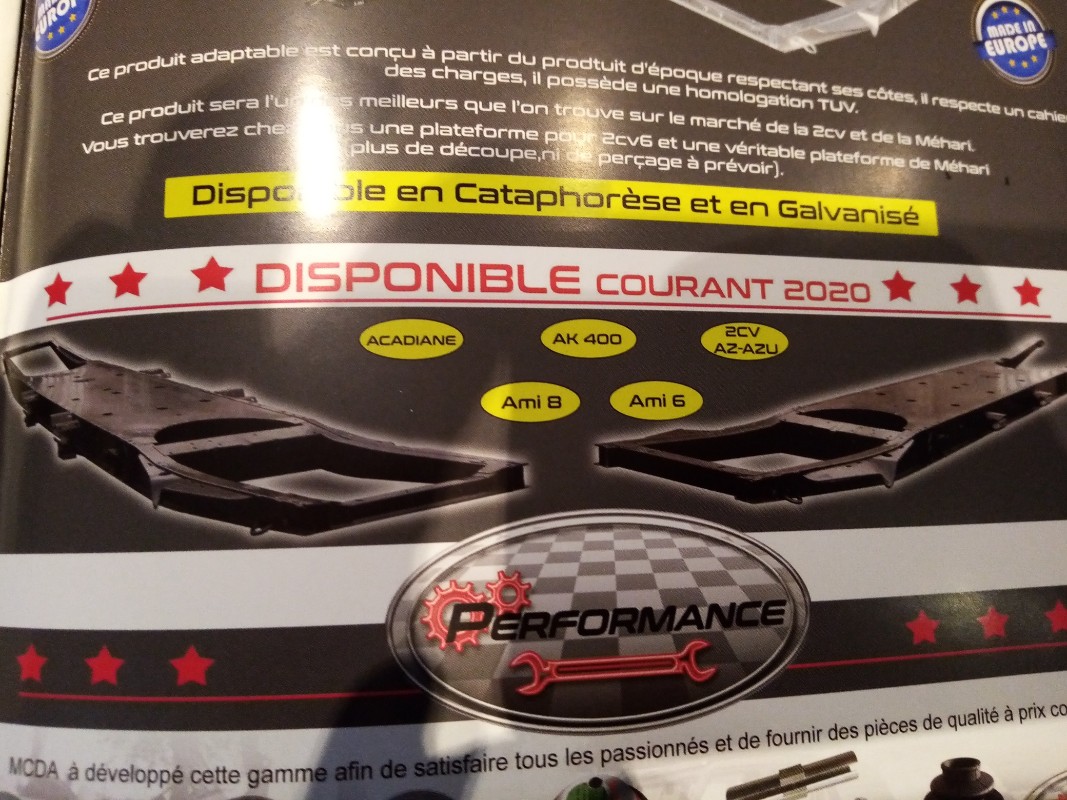 MADE IN
EUROPE
Ce produit adaptable est conçu à partir du prodtuit d'époque respectant ses côtes, il respecte un cahier
des charges, il possède une homologation TUV.
Ce produit sera l'un des meilleurs que l'on trouve sur le marché de la 2cv et de la Méhari.
Vous trouverez chez nous une plateforme pour 2cv6 et une véritable plateforme de Méhari
(plus de découpe,ni de perçage à prévoir).
Disponible en Cataphorèse et en Galvanisé
DISPONIBLE COURANT 2020
ACADIANE
AK 400
2CV
AZ-AZU
Ami 8
Ami 6
PERFORMANCE
MCDA à développé cette gamme afin de satisfaire tous les passionnés et de fournir des pièces de qualité à prix co